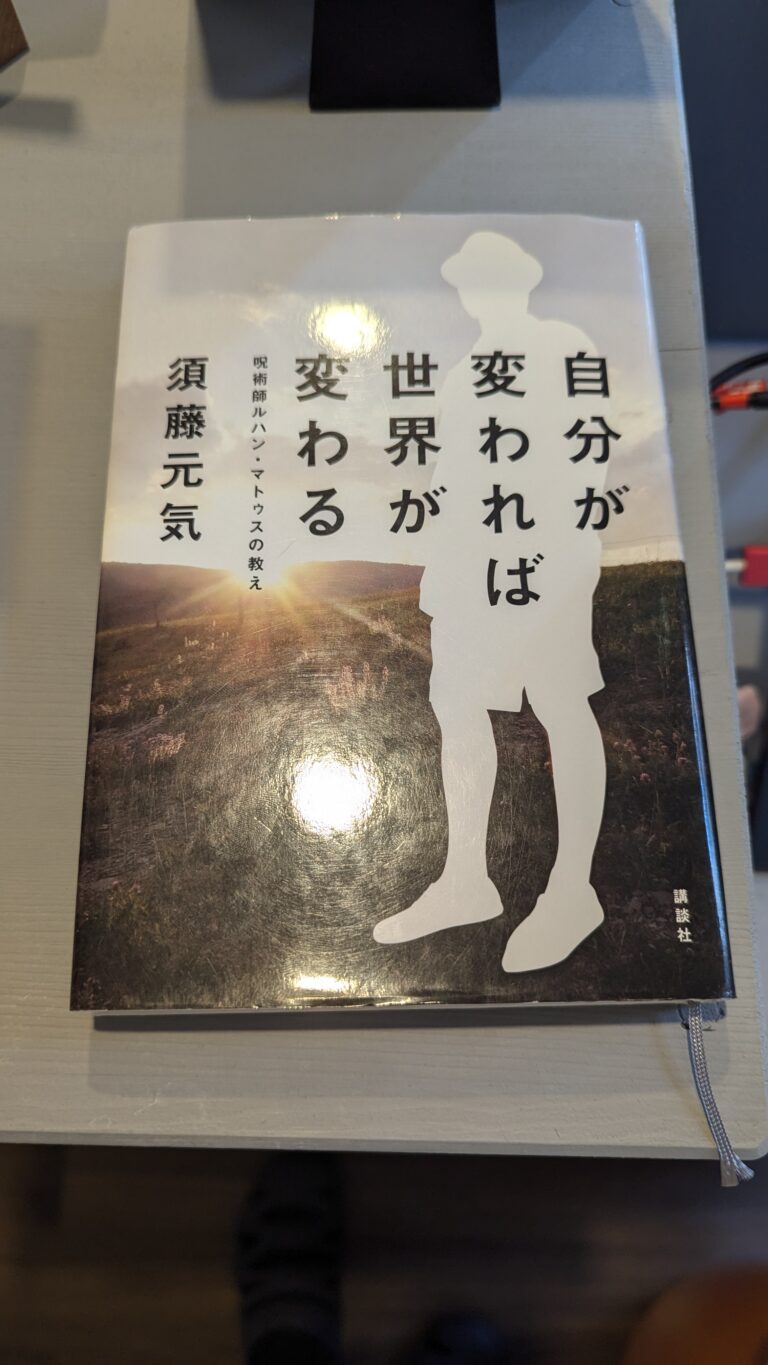 自分が
変われば
世界が
変わる
呪術師ルハン・マトゥスの教え
須藤元気
講談社